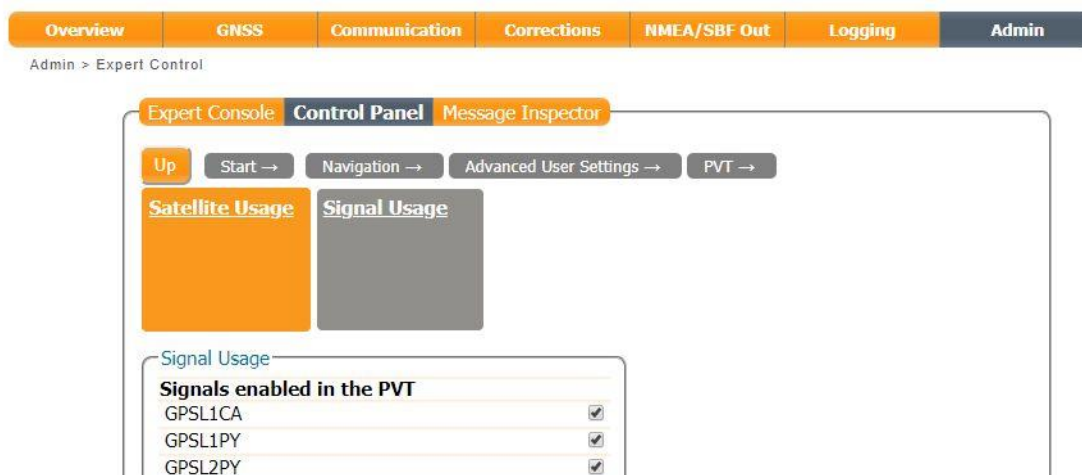 Overview GNSS Communication Corrections NMEA/SBF Out Logging Admin
Admin > Expert Control
Expert Console Control Panel Message Inspector
Up Start → Navigation → Advanced User Settings → PVT →
Satellite Usage Signal Usage
Signal Usage
Signals enabled in the PVT
GPSL1CA
GPSL1PY
GPSL2PY